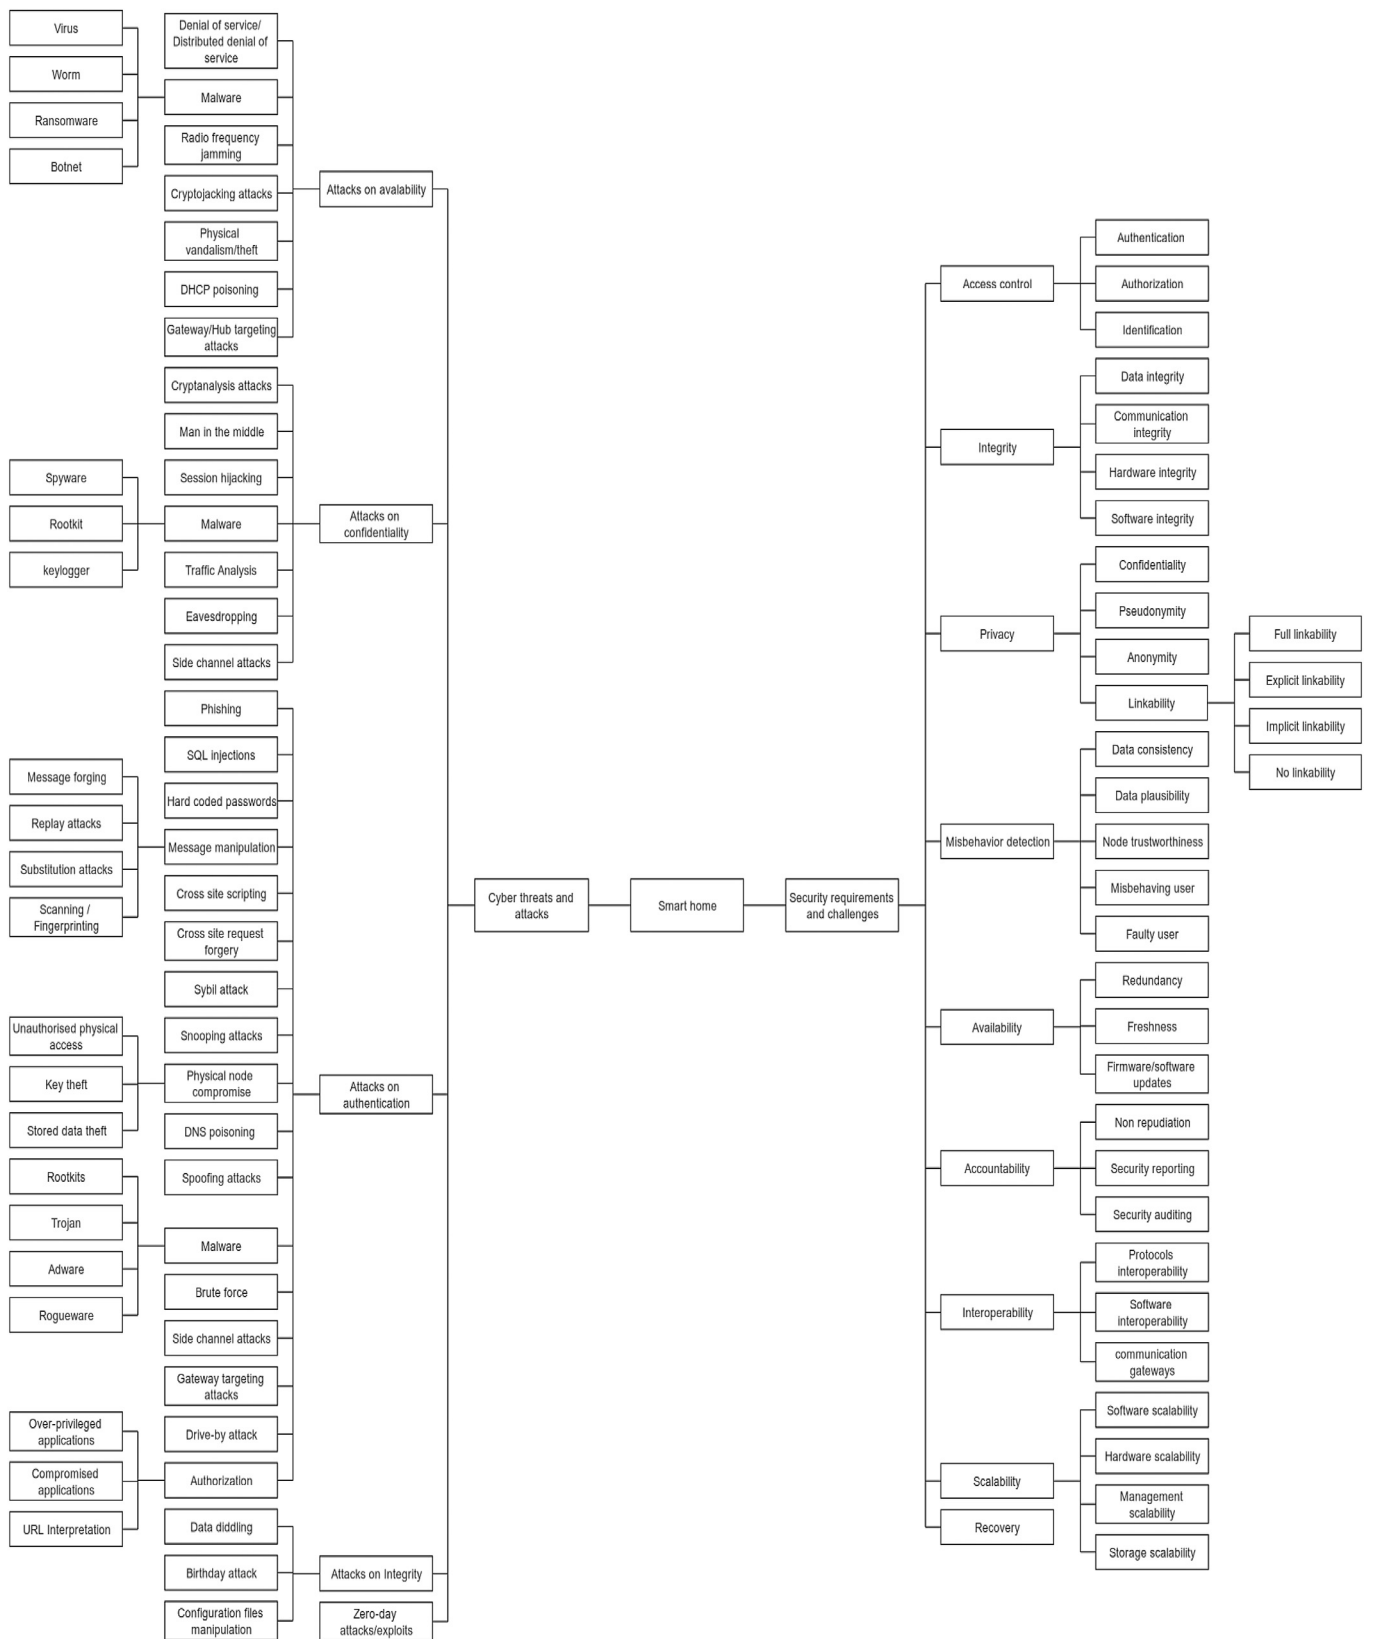 Virus
Worm
Ransomware
Botnet
Denial of service/
Distributed denial of
service
Malware
Radio frequency
jamming
Cryptojacking attacks
Physical
vandalism/theft
DHCP poisoning
Gateway/Hub targeting
attacks
Attacks on avalability
Cryptanalysis attacks
Man in the middle
Session hijacking
Malware
Traffic Analysis
Eavesdropping
Side channel attacks
Spyware
Rootkit
keylogger
Attacks on
confidentiality
Phishing
SQL injections
Hard coded passwords
Message manipulation
Cross site scripting
Cross site request
forgery
Sybil attack
Snooping attacks
Physical node
compromise
DNS poisoning
Spoofing attacks
Malware
Brute force
Side channel attacks
Gateway targeting
attacks
Drive-by attack
Authorization
Message forging
Replay attacks
Substitution attacks
Scanning /
Fingerprinting
Unauthorised physical
access
Key theft
Stored data theft
Rootkits
Trojan
Adware
Rogueware
Over-privileged
applications
Compromised
applications
URL Interpretation
Attacks on
authentication
Data diddling
Birthday attack
Configuration files
manipulation
Attacks on Integrity
Zero-day
attacks/exploits
Cyber threats and
attacks
Smart home
Security requirements
and challenges
Access control
Authentication
Authorization
Identification
Integrity
Data integrity
Communication
integrity
Hardware integrity
Software integrity
Privacy
Confidentiality
Pseudonymity
Anonymity
Linkability
Full linkability
Explicit linkability
Implicit linkability
No linkability
Misbehavior detection
Data consistency
Data plausibility
Node trustworthiness
Misbehaving user
Faulty user
Availability
Redundancy
Freshness
Firmware/software
updates
Accountability
Non repudiation
Security reporting
Security auditing
Interoperability
Protocols
interoperability
Software
interoperability
communication
gateways
Scalability
Software scalability
Hardware scalability
Management
scalability
Storage scalability
Recovery